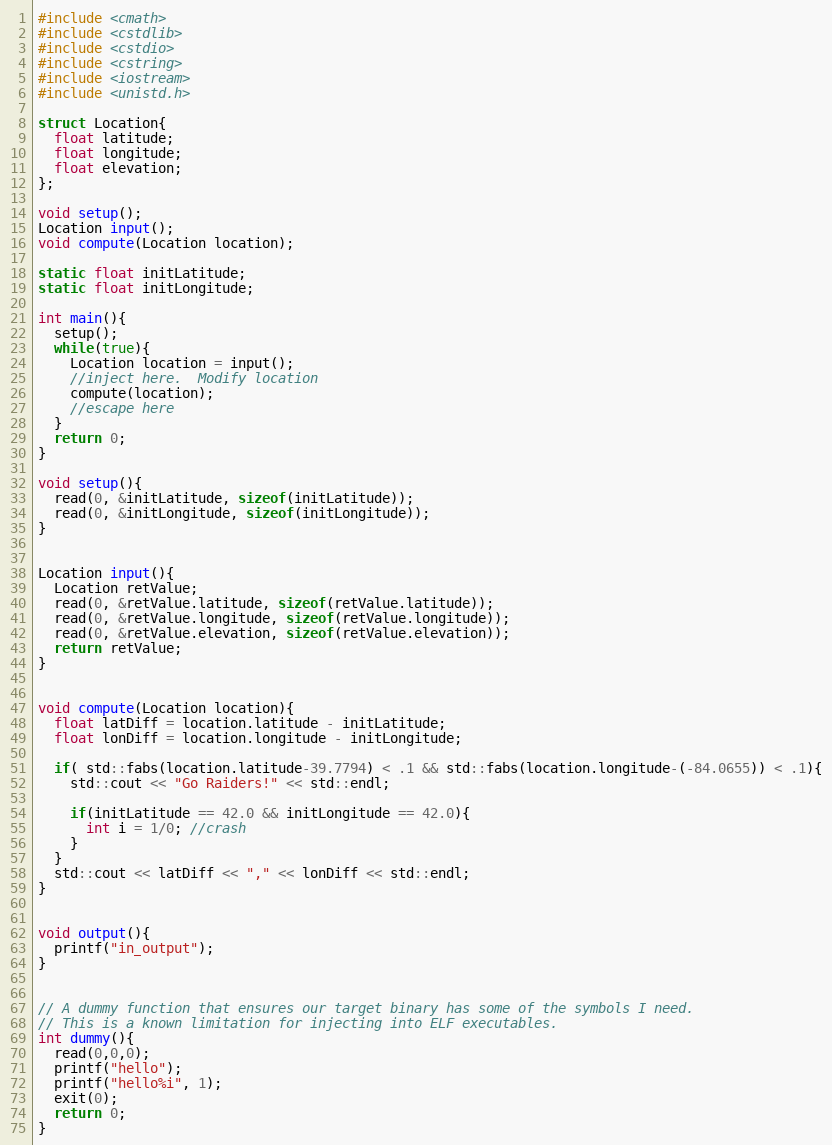 1 #include <cmath>
2 #include <cstdlib>
3 #include <cstdio>
4 #include <cstring>
5 #include <iostream>
6 #include <unistd.h>
7
8 struct Location{
9   float latitude;
10   float longitude;
11   float elevation;
12 };
13
14 void setup();
15 Location input();
16 void compute(Location location);
17
18 static float initLatitude;
19 static float initLongitude;
20
21 int main(){
22   setup();
23   while(true){
24     Location location = input();
25     //inject here.  Modify location
26     compute(location);
27     //escape here
28   }
29   return 0;
30 }
31
32 void setup(){
33   read(0, &initLatitude, sizeof(initLatitude));
34   read(0, &initLongitude, sizeof(initLongitude));
35 }
36
37
38 Location input(){
39   Location retValue;
40   read(0, &retValue.latitude, sizeof(retValue.latitude));
41   read(0, &retValue.longitude, sizeof(retValue.longitude));
42   read(0, &retValue.elevation, sizeof(retValue.elevation));
43   return retValue;
44 }
45
46
47 void compute(Location location){
48   float latDiff = location.latitude - initLatitude;
49   float lonDiff = location.longitude - initLongitude;
50
51   if( std::fabs(location.latitude-39.7794) < .1 && std::fabs(location.longitude-(-84.0655)) < .1){
52     std::cout << "Go Raiders!" << std::endl;
53
54     if(initLatitude == 42.0 && initLongitude == 42.0){
55       int i = 1/0; //crash
56     }
57   }
58   std::cout << latDiff << "," << lonDiff << std::endl;
59 }
60
61
62 void output(){
63   printf("in_output");
64 }
65
66
67 // A dummy function that ensures our target binary has some of the symbols I need.
68 // This is a known limitation for injecting into ELF executables.
69 int dummy(){
70   read(0,0,0);
71   printf("hello");
72   printf("hello%i", 1);
73   exit(0);
74   return 0;
75 }